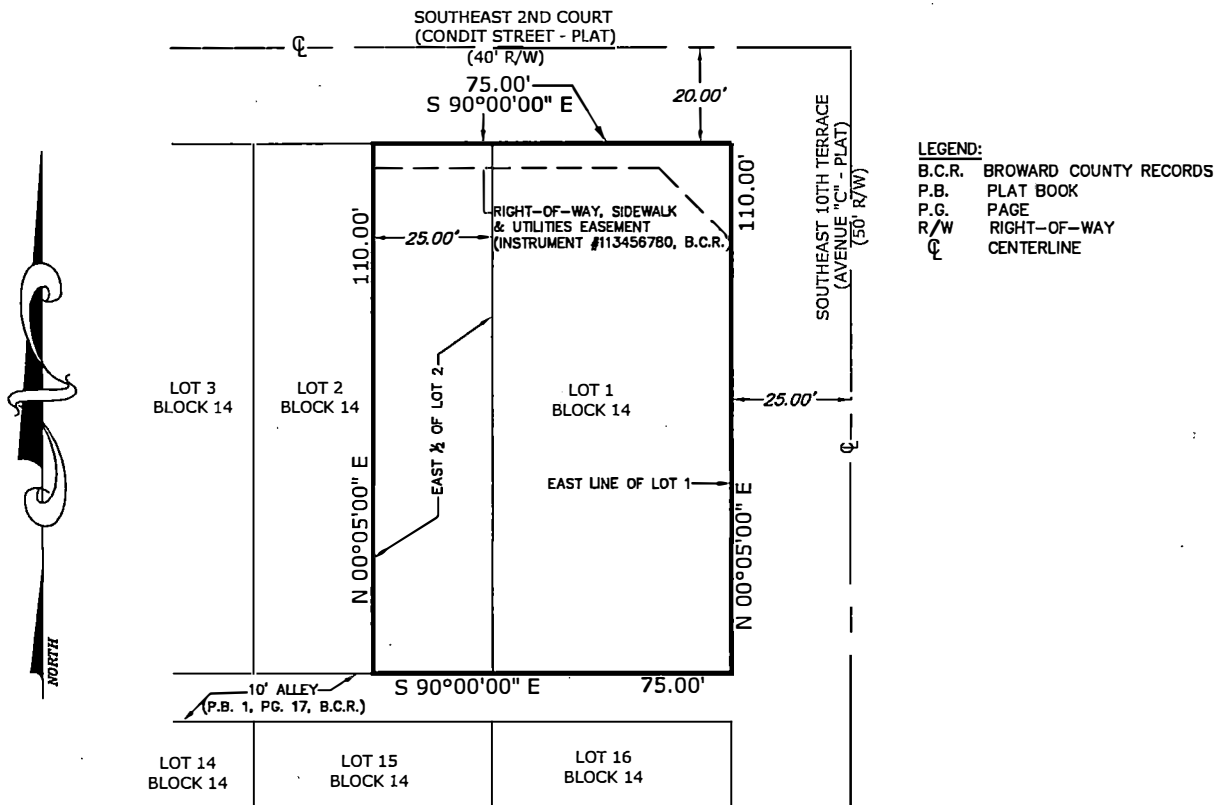 SOUTHEAST 2ND COURT
(CONDIT STREET - PLAT)
(40' R/W)
℄
75.00'
S 90°00'00" E
20.00'
SOUTHEAST 10TH TERRACE
(AVENUE "C" - PLAT)
(50' R/W)
LEGEND:
B.C.R. BROWARD COUNTY RECORDS
P.B. PLAT BOOK
P.G. PAGE
R/W RIGHT-OF-WAY
℄ CENTERLINE
110.00'
110.00'
RIGHT-OF-WAY, SIDEWALK
& UTILITIES EASEMENT
(INSTRUMENT #113456780, B.C.R.)
25.00'
LOT 3
BLOCK 14
LOT 2
BLOCK 14
EAST ½ OF LOT 2
LOT 1
BLOCK 14
25.00'
℄
EAST LINE OF LOT 1
N 00°05'00" E
N 00°05'00" E
NORTH
S 90°00'00" E 75.00'
10' ALLEY
(P.B. 1, PG. 17, B.C.R.)
LOT 14
BLOCK 14
LOT 15
BLOCK 14
LOT 16
BLOCK 14